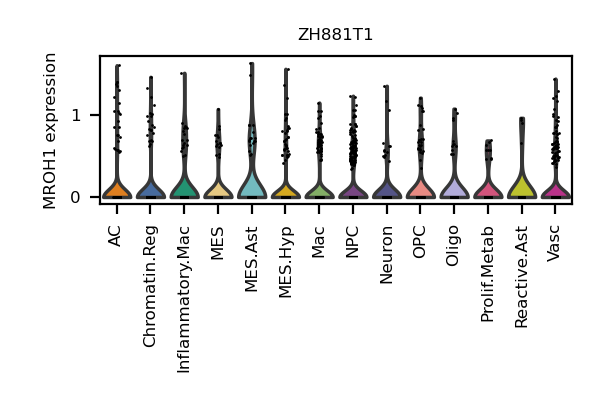 ZH881T1
MROH1 expression
1
0
AC
Chromatin.Reg
Inflammatory.Mac
MES
MES.Ast
MES.Hyp
Mac
NPC
Neuron
OPC
Oligo
Prolif.Metab
Reactive.Ast
Vasc